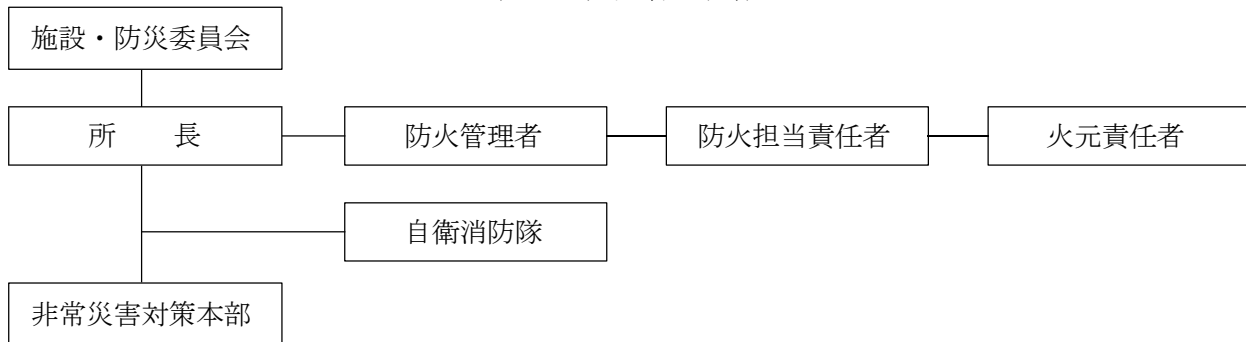 施設・防災委員会
所　　長
防火管理者
防火担当責任者
火元責任者
自衛消防隊
非常災害対策本部